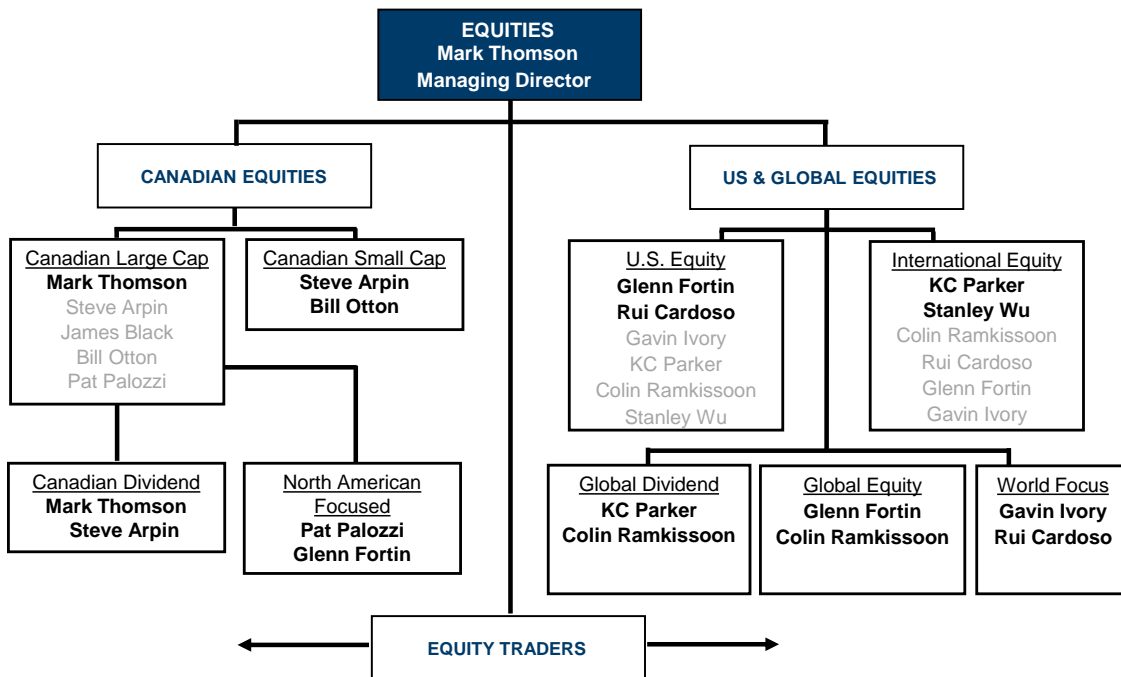 EQUITIES
Mark Thomson
Managing Director
CANADIAN EQUITIES
US & GLOBAL EQUITIES
Canadian Large Cap
Mark Thomson
Steve Arpin
James Black
Bill Otton
Pat Palozzi
Canadian Small Cap
Steve Arpin
Bill Otton
U.S. Equity
Glenn Fortin
Rui Cardoso
Gavin Ivory
KC Parker
Colin Ramkissoon
Stanley Wu
International Equity
KC Parker
Stanley Wu
Colin Ramkissoon
Rui Cardoso
Glenn Fortin
Gavin Ivory
Canadian Dividend
Mark Thomson
Steve Arpin
North American
Focused
Pat Palozzi
Glenn Fortin
Global Dividend
KC Parker
Colin Ramkissoon
Global Equity
Glenn Fortin
Colin Ramkissoon
World Focus
Gavin Ivory
Rui Cardoso
EQUITY TRADERS